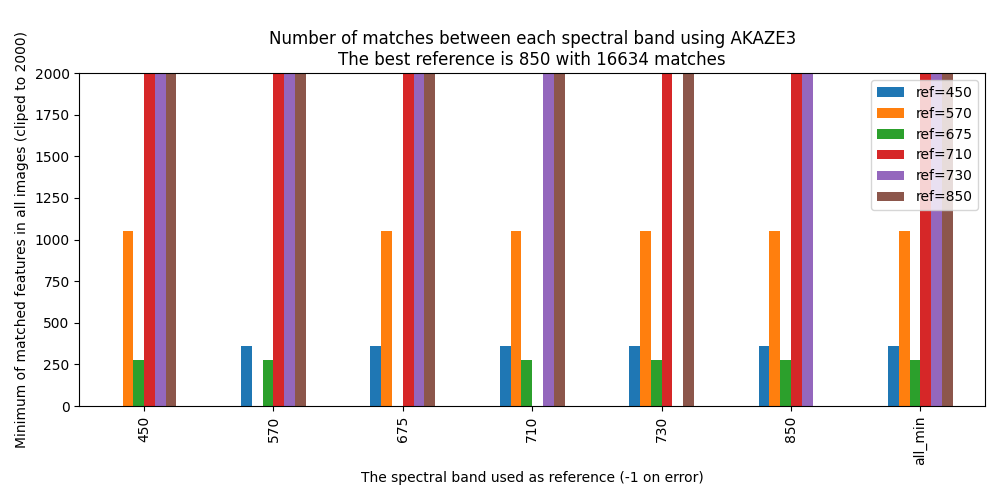 Number of matches between each spectral band using AKAZE3
The best reference is 850 with 16634 matches
Minimum of matched features in all images (cliped to 2000)
2000
1750
1500
1250
1000
750
500
250
0
ref=450
ref=570
ref=675
ref=710
ref=730
ref=850
450
570
675
710
730
850
all_min
The spectral band used as reference (-1 on error)